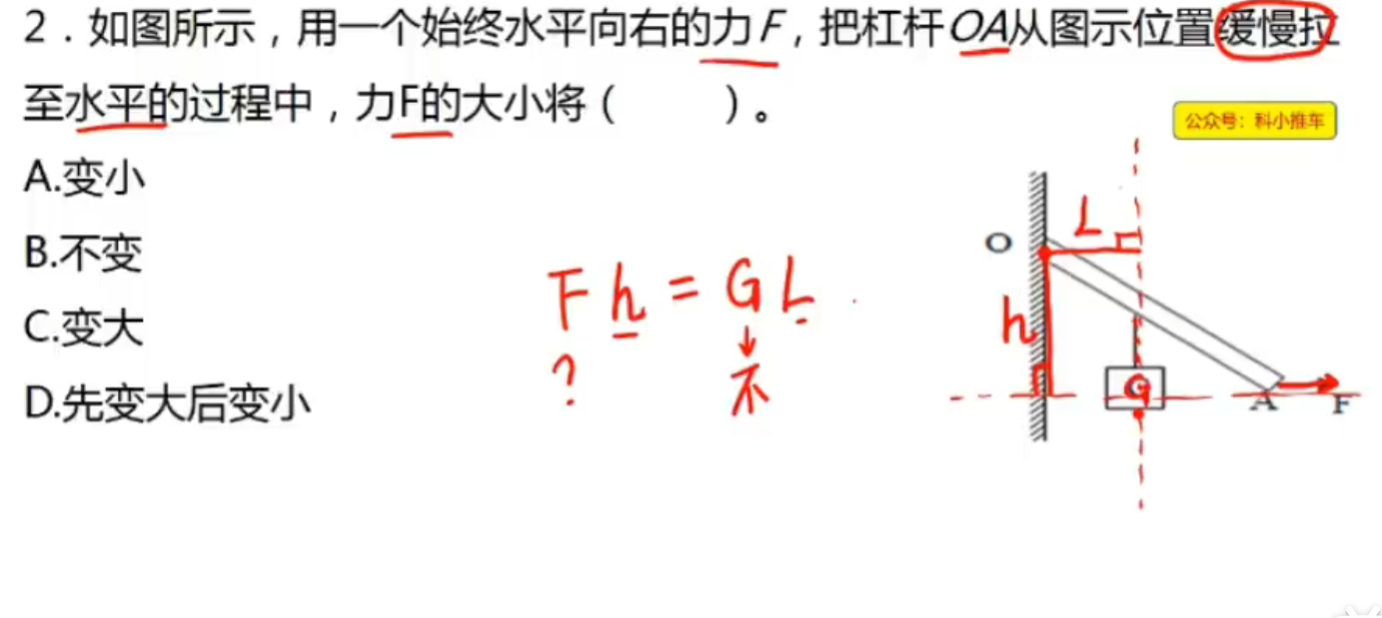 2．如图所示，用一个始终水平向右的力F，把杠杆OA从图示位置缓慢拉
至水平的过程中，力F的大小将（　　）。
公众号：科小推车
A.变小
B.不变
C.变大
D.先变大后变小
F h = G L
? 不
O
L
h
G
A
F